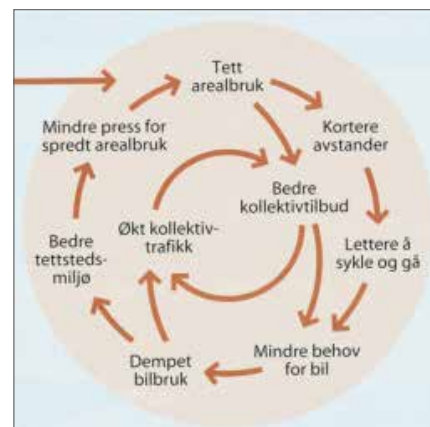 Tett
arealbruk
Kortere
avstander
Lettere å
sykle og gå
Mindre behov
for bil
Dempet
bilbruk
Bedre
tettsteds-
miljø
Mindre press for
spredt arealbruk
Bedre
kollektivtilbud
Økt kollektiv-
trafikk